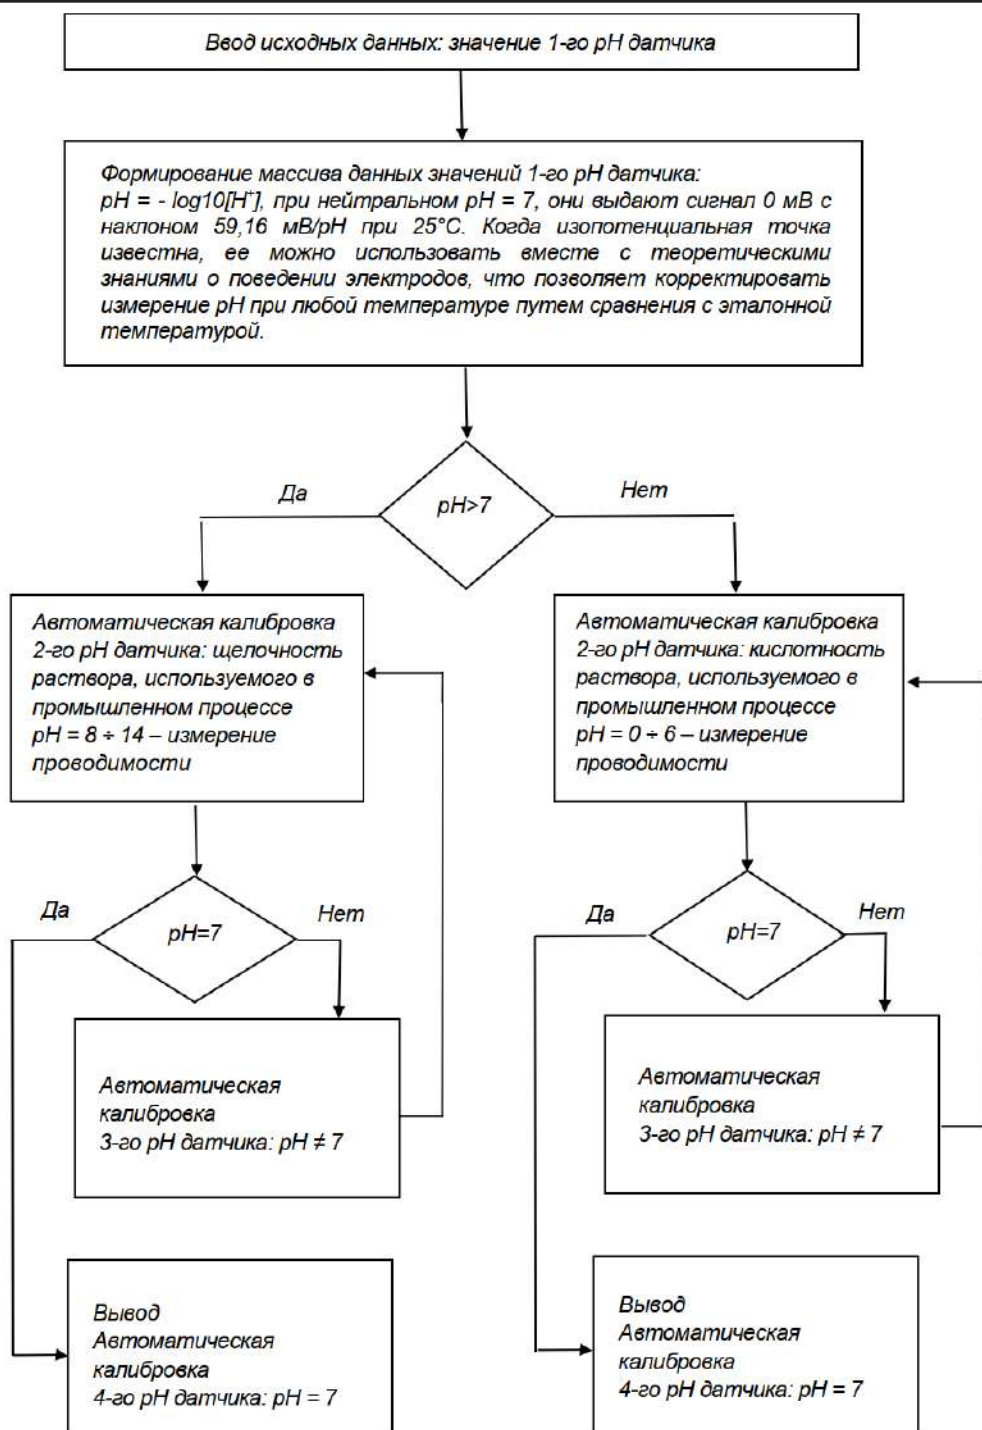 Ввод исходных данных: значение 1-го pH датчика
Формирование массива данных значений 1-го pH датчика:
pH = - log10[H⁺], при нейтральном pH = 7, они выдают сигнал 0 мВ с
наклоном 59,16 мВ/pH при 25°C. Когда изопотенциальная точка
известна, ее можно использовать вместе с теоретическими
знаниями о поведении электродов, что позволяет корректировать
измерение pH при любой температуре путем сравнения с эталонной
температурой.
Да
pH>7
Нет
Автоматическая калибровка
2-го pH датчика: щелочность
раствора, используемого в
промышленном процессе
pH = 8 ÷ 14 – измерение
проводимости
Автоматическая калибровка
2-го pH датчика: кислотность
раствора, используемого в
промышленном процессе
pH = 0 ÷ 6 – измерение
проводимости
Да
pH=7
Нет
Да
pH=7
Нет
Автоматическая
калибровка
3-го pH датчика: pH ≠ 7
Автоматическая
калибровка
3-го pH датчика: pH ≠ 7
Вывод
Автоматическая
калибровка
4-го pH датчика: pH = 7
Вывод
Автоматическая
калибровка
4-го pH датчика: pH = 7